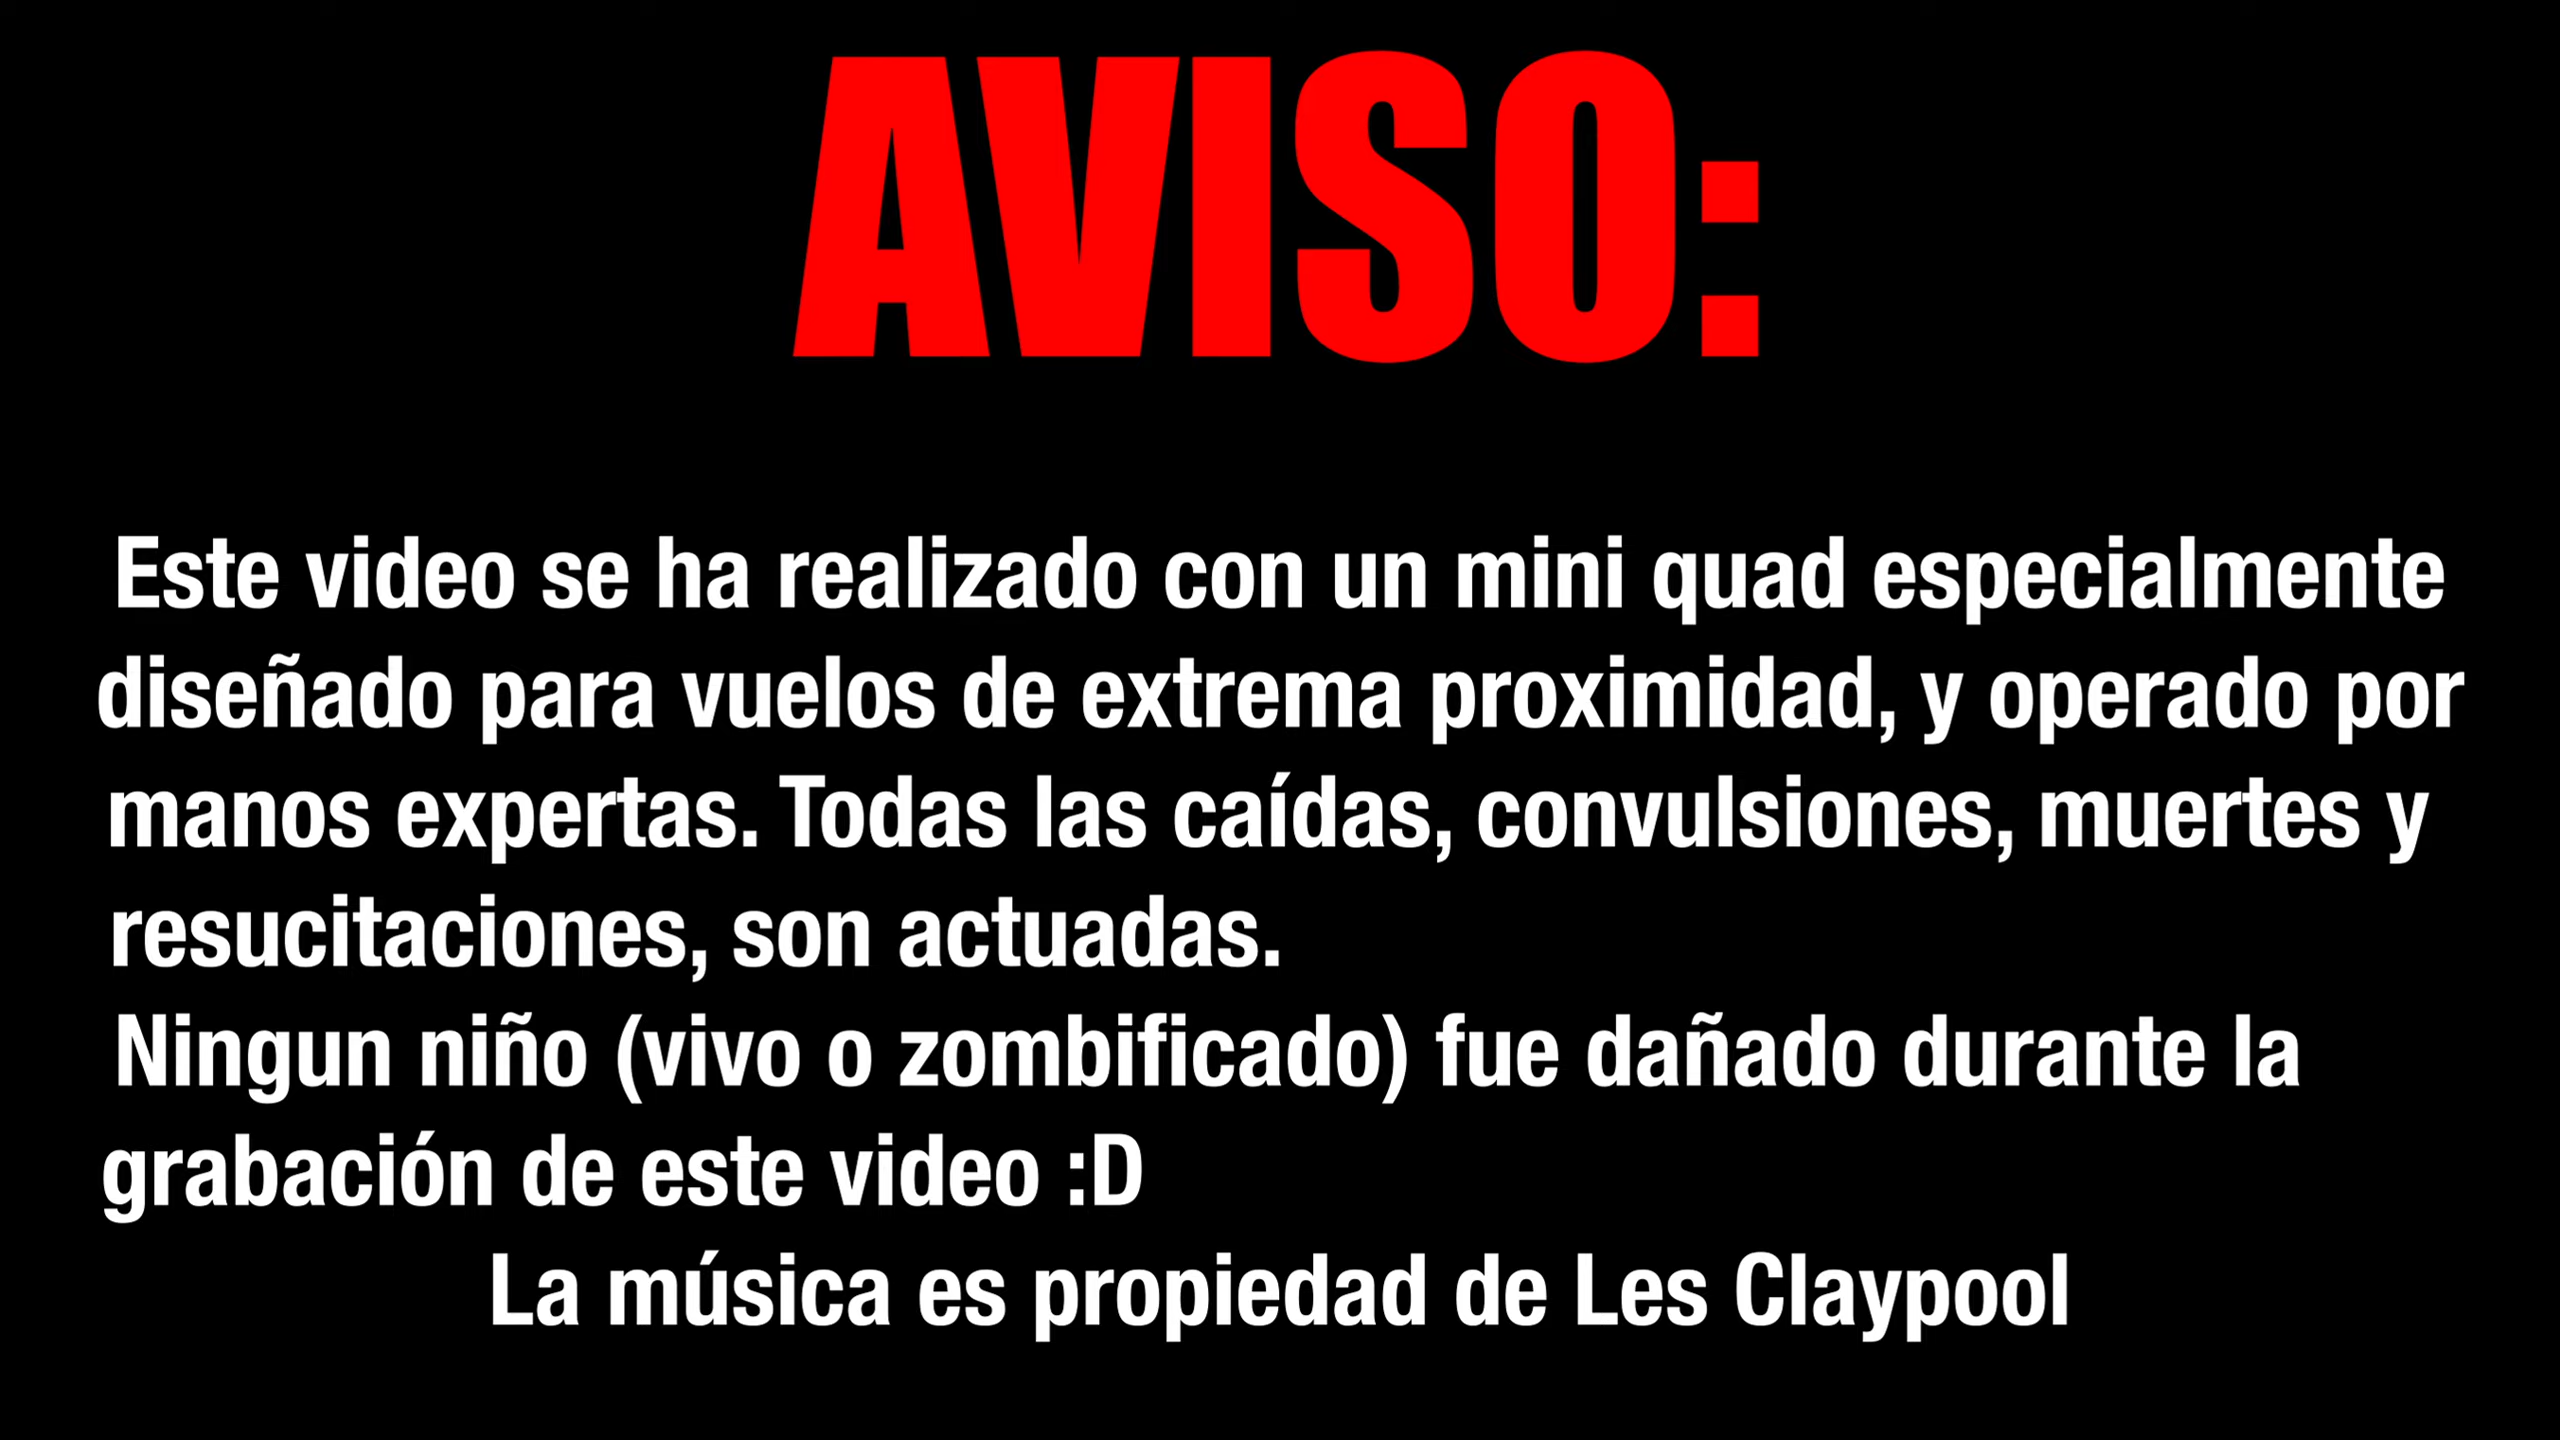 AVISO:
Este video se ha realizado con un mini quad especialmente
diseñado para vuelos de extrema proximidad, y operado por
manos expertas. Todas las caídas, convulsiones, muertes y
resucitaciones, son actuadas.
Ningun niño (vivo o zombificado) fue dañado durante la
grabación de este video :D
La música es propiedad de Les Claypool